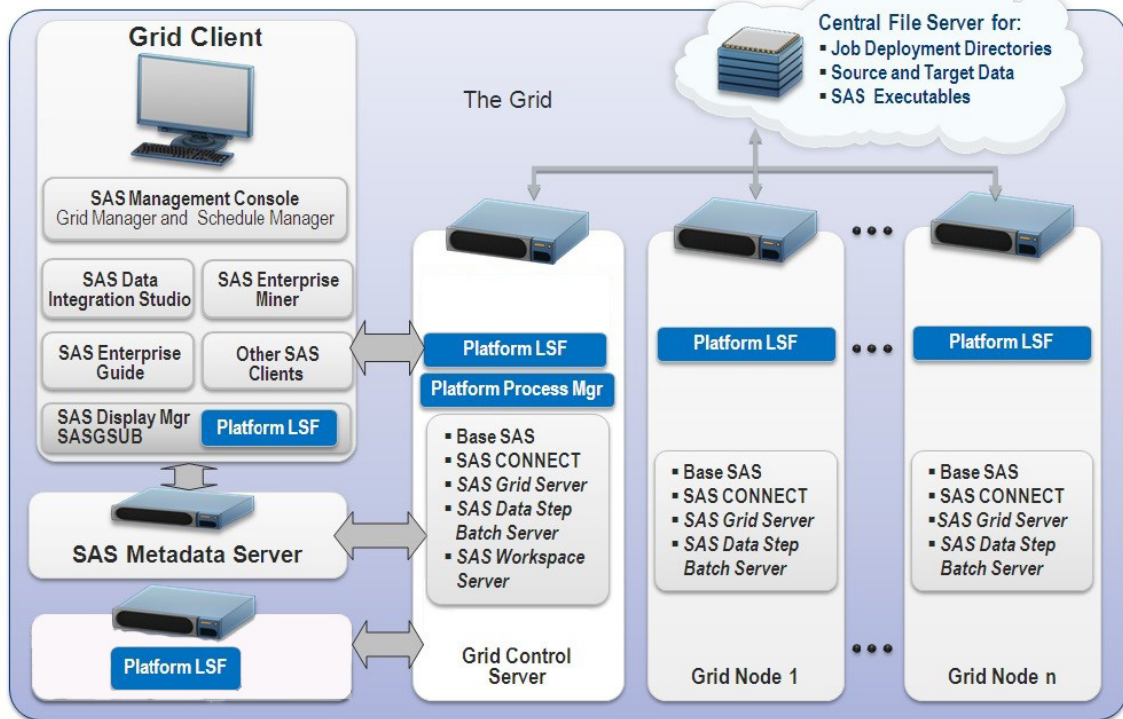 Grid Client
SAS Management Console
Grid Manager and Schedule Manager
SAS Data
Integration Studio
SAS Enterprise
Miner
SAS Enterprise
Guide
Other SAS
Clients
SAS Display Mgr
SASGSUB
Platform LSF
SAS Metadata Server
Platform LSF
The Grid
Central File Server for:
▪ Job Deployment Directories
▪ Source and Target Data
▪ SAS Executables
Platform LSF
Platform Process Mgr
▪ Base SAS
▪ SAS CONNECT
▪ SAS Grid Server
▪ SAS Data Step
Batch Server
▪ SAS Workspace
Server
Grid Control
Server
Platform LSF
▪ Base SAS
▪ SAS CONNECT
▪ SAS Grid Server
▪ SAS Data Step
Batch Server
Grid Node 1
Platform LSF
▪ Base SAS
▪ SAS CONNECT
▪ SAS Grid Server
▪ SAS Data Step
Batch Server
Grid Node n